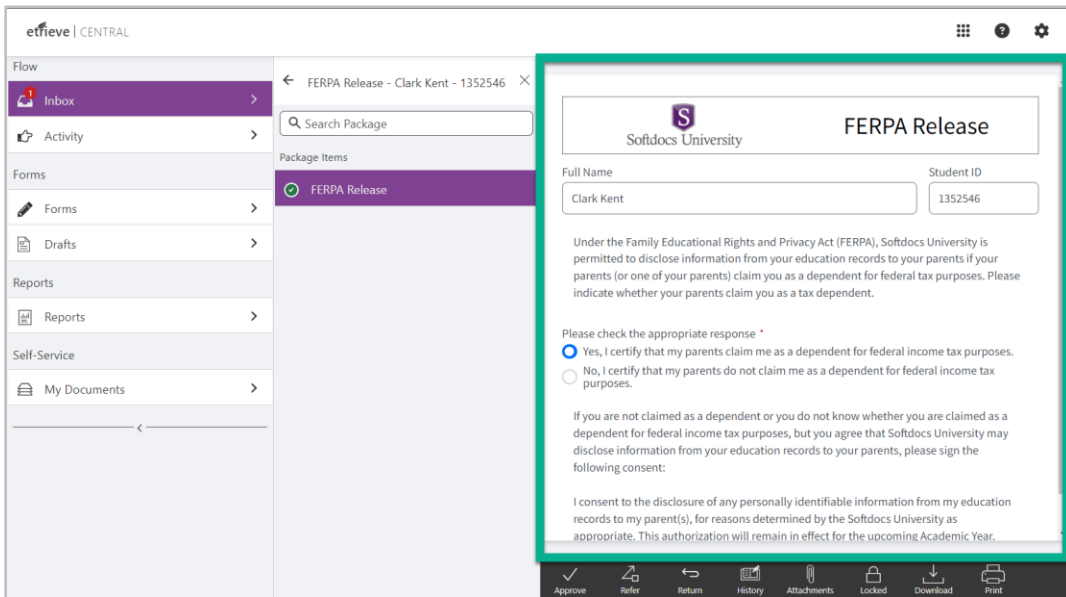 etrieve | CENTRAL
Flow
1
Inbox
Activity
Forms
Forms
Drafts
Reports
Reports
Self-Service
My Documents
FERPA Release - Clark Kent - 1352546
Search Package
Package Items
FERPA Release
S
Softdocs University
FERPA Release
Full Name
Student ID
Clark Kent
1352546
Under the Family Educational Rights and Privacy Act (FERPA), Softdocs University is
permitted to disclose information from your education records to your parents if your
parents (or one of your parents) claim you as a dependent for federal tax purposes. Please
indicate whether your parents claim you as a tax dependent.
Please check the appropriate response *
Yes, I certify that my parents claim me as a dependent for federal income tax purposes.
No, I certify that my parents do not claim me as a dependent for federal income tax
purposes.
If you are not claimed as a dependent or you do not know whether you are claimed as a
dependent for federal income tax purposes, but you agree that Softdocs University may
disclose information from your education records to your parents, please sign the
following consent:
I consent to the disclosure of any personally identifiable information from my education
records to my parent(s), for reasons determined by the Softdocs University as
appropriate. This authorization will remain in effect for the upcoming Academic Year.
Approve
Refer
Return
History
Attachments
Locked
Download
Print